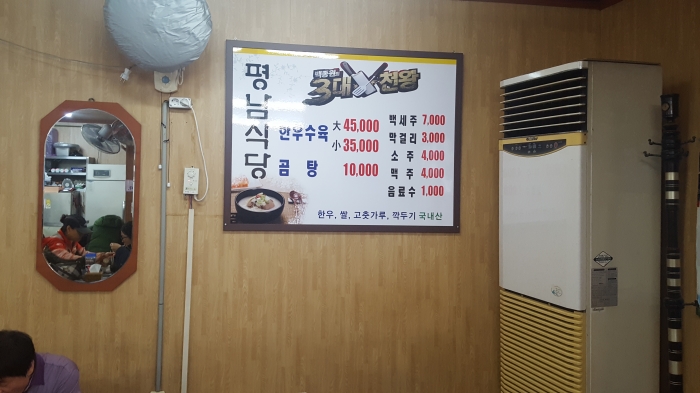 평남식당
백종원의
3대 천왕
한우수육 大 45,000
小 35,000
곰탕 10,000
백세주 7,000
막걸리 3,000
소주 4,000
맥주 4,000
음료수 1,000
한우, 쌀, 고춧가루, 깍두기 국내산